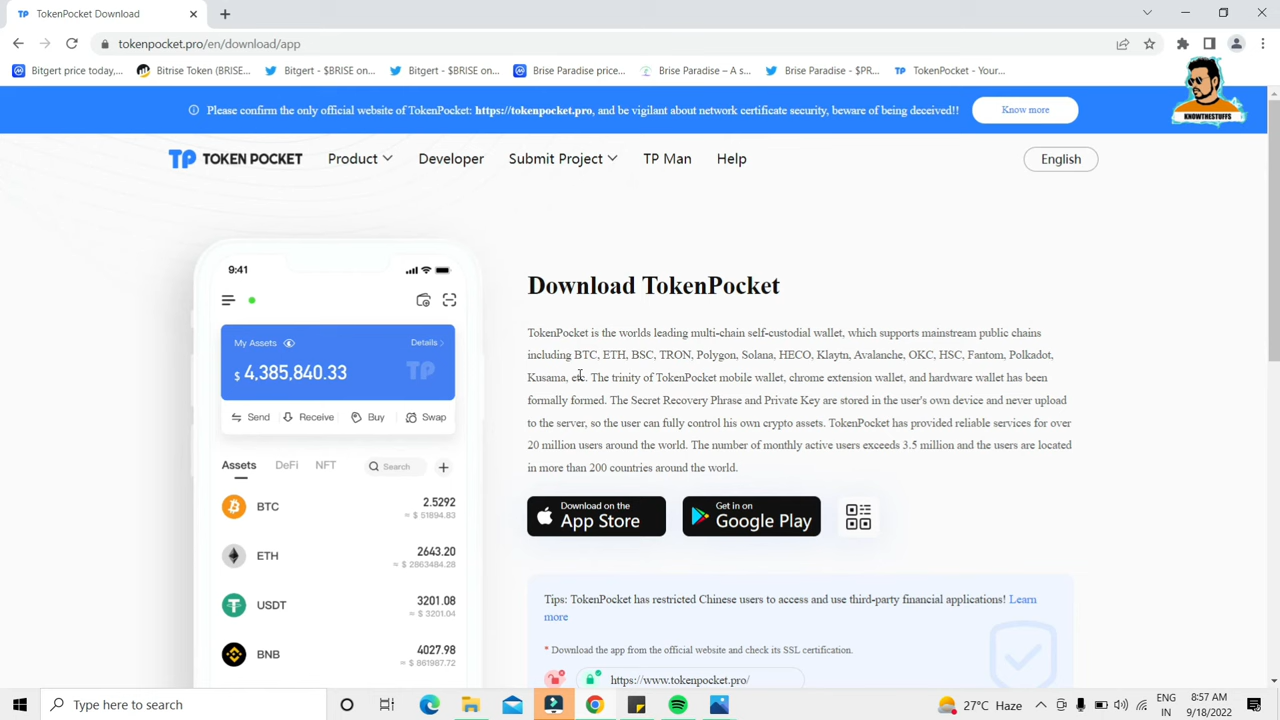 TokenPocket Download
tokenpocket.pro/en/download/app
Bitgert price today,... Bitrise Token (BRISE... Bitgert - $BRISE on... Bitgert - $BRISE on... Brise Paradise price... Brise Paradise – A s... Brise Paradise - $PR... TokenPocket - Your...
Please confirm the only official website of TokenPocket: https://tokenpocket.pro, and be vigilant about network certificate security, beware of being deceived!! Know more
KNOWTHESTUFFS
TP TOKEN POCKET Product Developer Submit Project TP Man Help English
9:41
My Assets Details
$ 4,385,840.33 TP
Send Receive Buy Swap
Assets DeFi NFT Search
BTC 2.5292
≈ $ 51894.83
ETH 2643.20
≈ $ 2863484.28
USDT 3201.08
≈ $ 3201.04
BNB 4027.98
≈ $ 861987.72
Download TokenPocket
TokenPocket is the worlds leading multi-chain self-custodial wallet, which supports mainstream public chains
including BTC, ETH, BSC, TRON, Polygon, Solana, HECO, Klaytn, Avalanche, OKC, HSC, Fantom, Polkadot,
Kusama, etc. The trinity of TokenPocket mobile wallet, chrome extension wallet, and hardware wallet has been
formally formed. The Secret Recovery Phrase and Private Key are stored in the user's own device and never upload
to the server, so the user can fully control his own crypto assets. TokenPocket has provided reliable services for over
20 million users around the world. The number of monthly active users exceeds 3.5 million and the users are located
in more than 200 countries around the world.
Download on the
App Store
Get in on
Google Play
Tips: TokenPocket has restricted Chinese users to access and use third-party financial applications! Learn
more
* Download the app from the official website and check its SSL certification.
https://www.tokenpocket.pro/
Type here to search
27°C Haze
ENG
IN
8:57 AM
9/18/2022